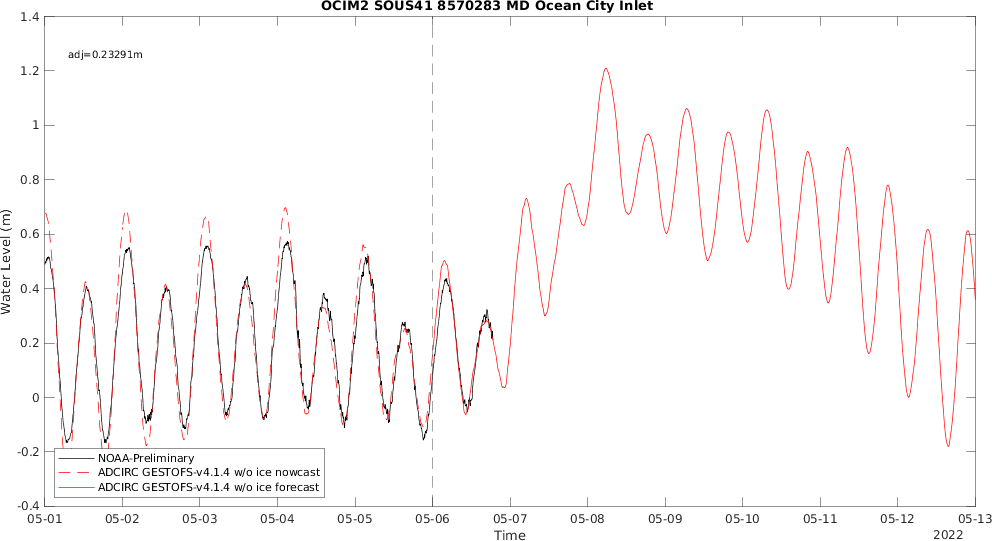 OCIM2 SOUS41 8570283 MD Ocean City Inlet
adj=0.23291m
Water Level (m)
1.4
1.2
1
0.8
0.6
0.4
0.2
0
-0.2
-0.4
NOAA-Preliminary
ADCIRC GESTOFS-v4.1.4 w/o ice nowcast
ADCIRC GESTOFS-v4.1.4 w/o ice forecast
05-01 05-02 05-03 05-04 05-05 05-06 05-07 05-08 05-09 05-10 05-11 05-12 05-13
Time
2022